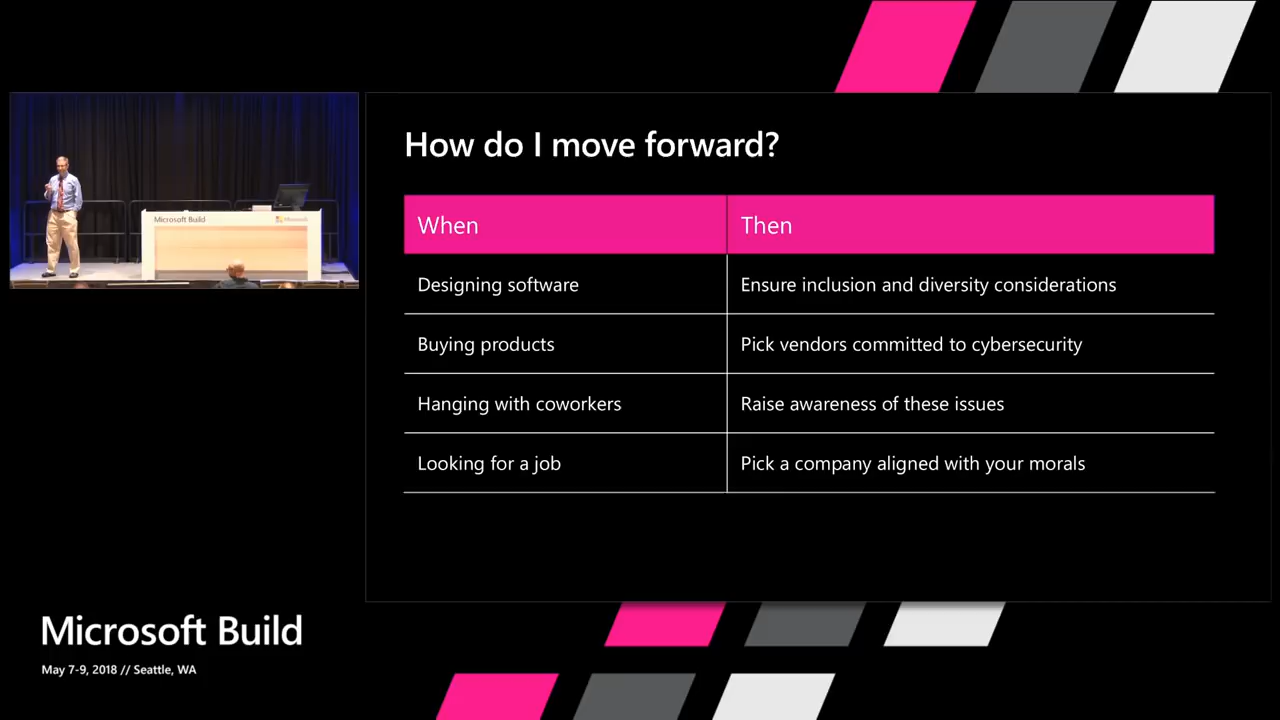 How do I move forward?
When Then
Designing software Ensure inclusion and diversity considerations
Buying products Pick vendors committed to cybersecurity
Hanging with coworkers Raise awareness of these issues
Looking for a job Pick a company aligned with your morals
Microsoft Build
Microsoft
Microsoft Build
May 7-9, 2018 // Seattle, WA